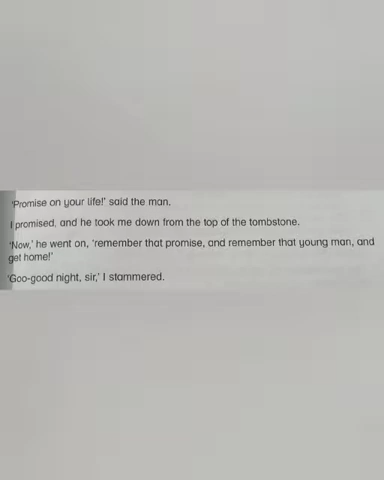 'Promise on your life!' said the man.
I promised, and he took me down from the top of the tombstone.
'Now,' he went on, 'remember that promise, and remember that young man, and
get home!'
'Goo-good night, sir,' I stammered.